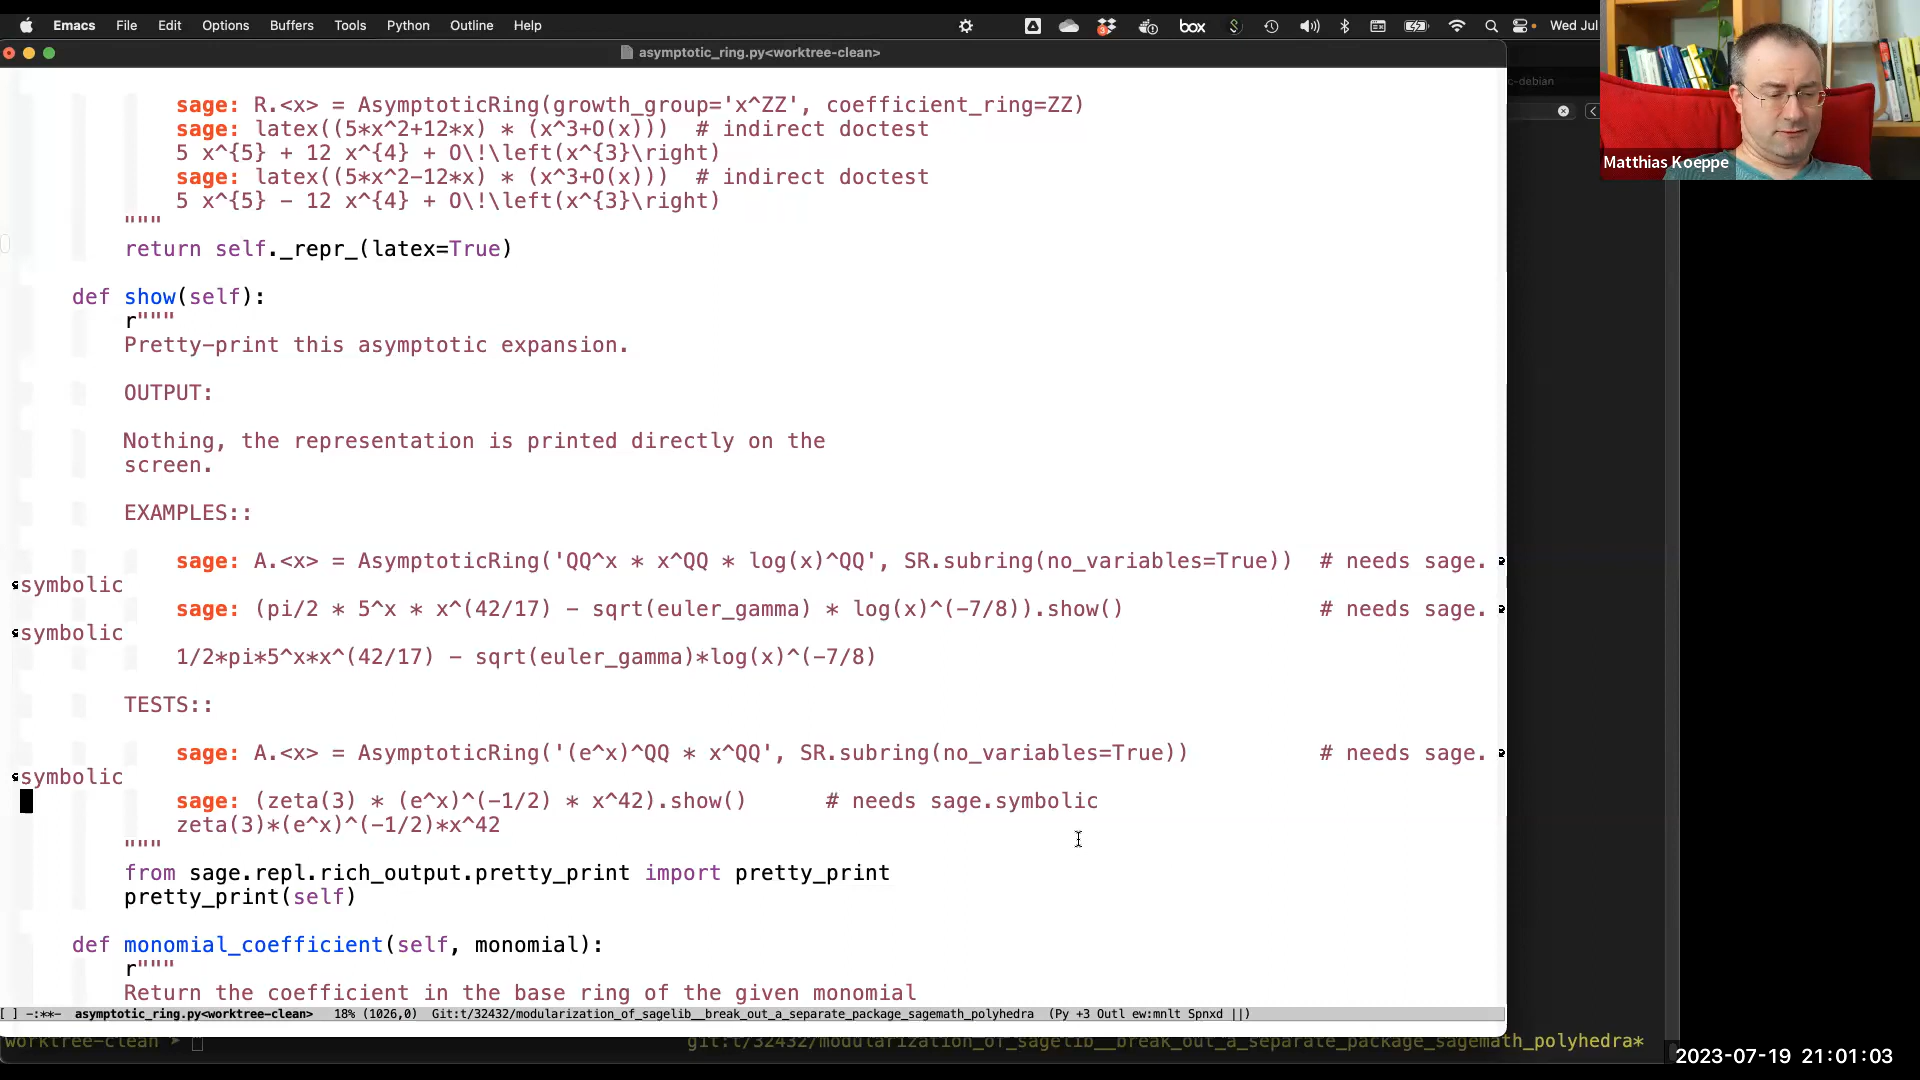 Emacs File Edit Options Buffers Tools Python Outline Help
box
Wed Jul
asymptotic_ring.py<worktree-clean>
c-debian
sage: R.<x> = AsymptoticRing(growth_group='x^ZZ', coefficient_ring=ZZ)
sage: latex((5*x^2+12*x) * (x^3+O(x)))  # indirect doctest
5 x^{5} + 12 x^{4} + O\!\left(x^{3}\right)
sage: latex((5*x^2-12*x) * (x^3+O(x)))  # indirect doctest
5 x^{5} - 12 x^{4} + O\!\left(x^{3}\right)
"""
return self._repr_(latex=True)
def show(self):
r"""
Pretty-print this asymptotic expansion.
OUTPUT:
Nothing, the representation is printed directly on the
screen.
EXAMPLES::
sage: A.<x> = AsymptoticRing('QQ^x * x^QQ * log(x)^QQ', SR.subring(no_variables=True))  # needs sage.
symbolic
sage: (pi/2 * 5^x * x^(42/17) - sqrt(euler_gamma) * log(x)^(-7/8)).show()               # needs sage.
symbolic
1/2*pi*5^x*x^(42/17) - sqrt(euler_gamma)*log(x)^(-7/8)
TESTS::
sage: A.<x> = AsymptoticRing('(e^x)^QQ * x^QQ', SR.subring(no_variables=True))          # needs sage.
symbolic
sage: (zeta(3) * (e^x)^(-1/2) * x^42).show()      # needs sage.symbolic
zeta(3)*(e^x)^(-1/2)*x^42
"""
from sage.repl.rich_output.pretty_print import pretty_print
pretty_print(self)
def monomial_coefficient(self, monomial):
r"""
Return the coefficient in the base ring of the given monomial
[ ] -:**-  asymptotic_ring.py<worktree-clean>   18% (1026,0)  Git:t/32432/modularization_of_sagelib__break_out_a_separate_package_sagemath_polyhedra  (Py +3 Outl ew:mnlt Spnxd ||)
worktree-clean ➤
git:t/32432/modularization_of_sagelib__break_out_a_separate_package_sagemath_polyhedra*
Matthias Koeppe
2023-07-19 21:01:03